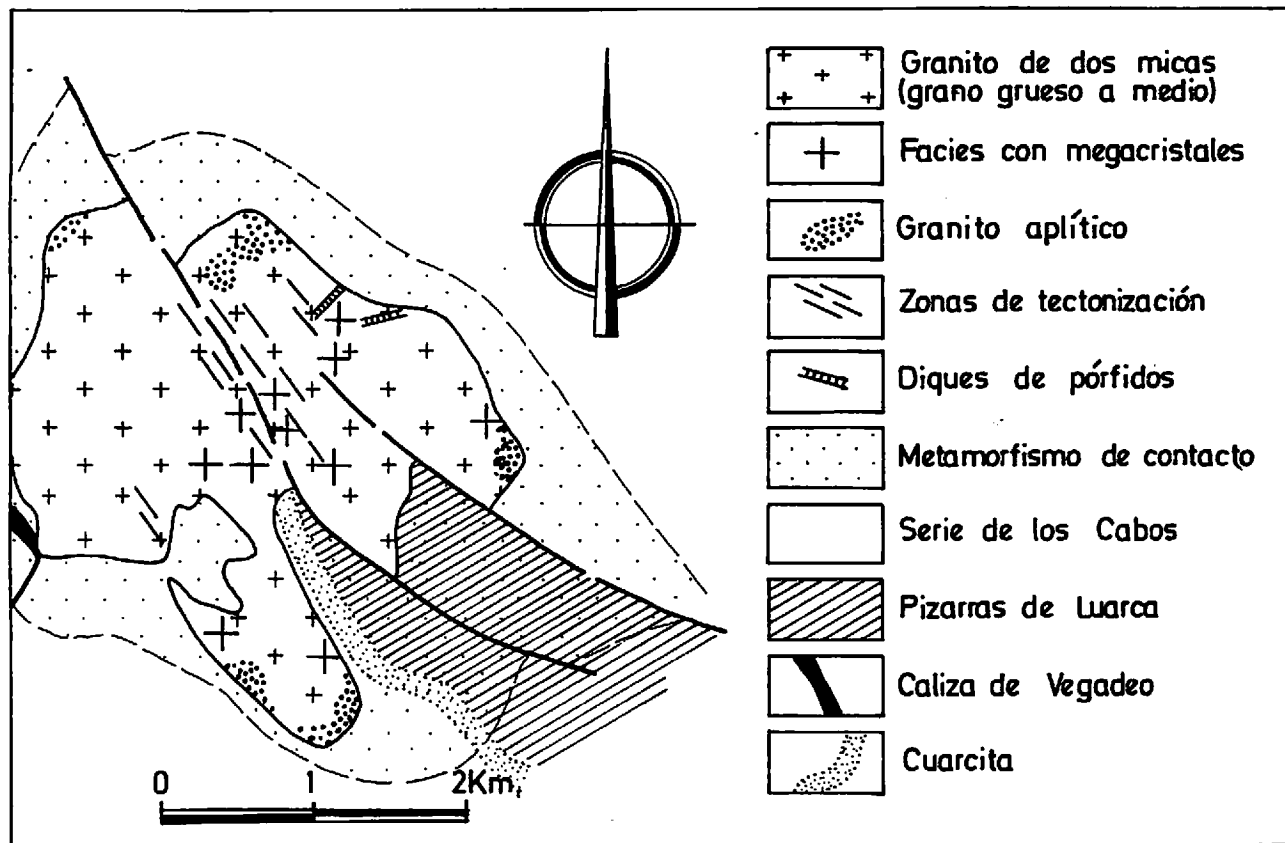 Granito de dos micas
(grano grueso a medio)
Facies con megacristales
Granito aplítico
Zonas de tectonización
Diques de pórfidos
Metamorfismo de contacto
Serie de los Cabos
Pizarras de Luarca
Caliza de Vegadeo
Cuarcita
0 1 2Km.